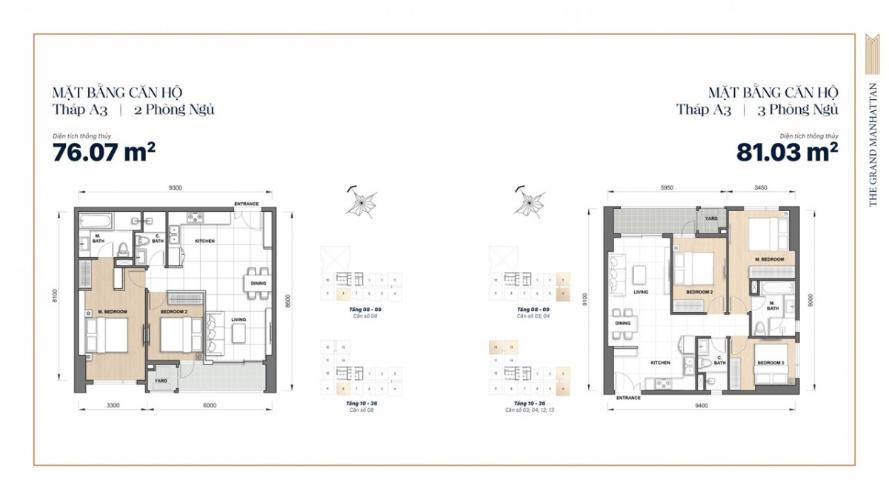 MẶT BẰNG CĂN HỘ
Tháp A3 | 2 Phòng Ngủ
Diện tích thông thủy
76.07 m²
9300
ENTRANCE
M. BATH
C. BATH
KITCHEN
8100
DINING
8600
M. BEDROOM
BEDROOM 2
LIVING
YARD
3300
6000
Tầng 08 - 09
Căn số 08
Tầng 10 - 36
Căn số 08
MẶT BẰNG CĂN HỘ
Tháp A3 | 3 Phòng Ngủ
Diện tích thông thủy
81.03 m²
5950
3450
YARD
M. BEDROOM
LIVING
BEDROOM 2
9100
M. BATH
9000
DINING
KITCHEN
C. BATH
BEDROOM 3
ENTRANCE
9400
Tầng 08 - 09
Căn số 03, 04
Tầng 10 - 36
Căn số 03; 04; 12; 13
THE GRAND MANHATTAN